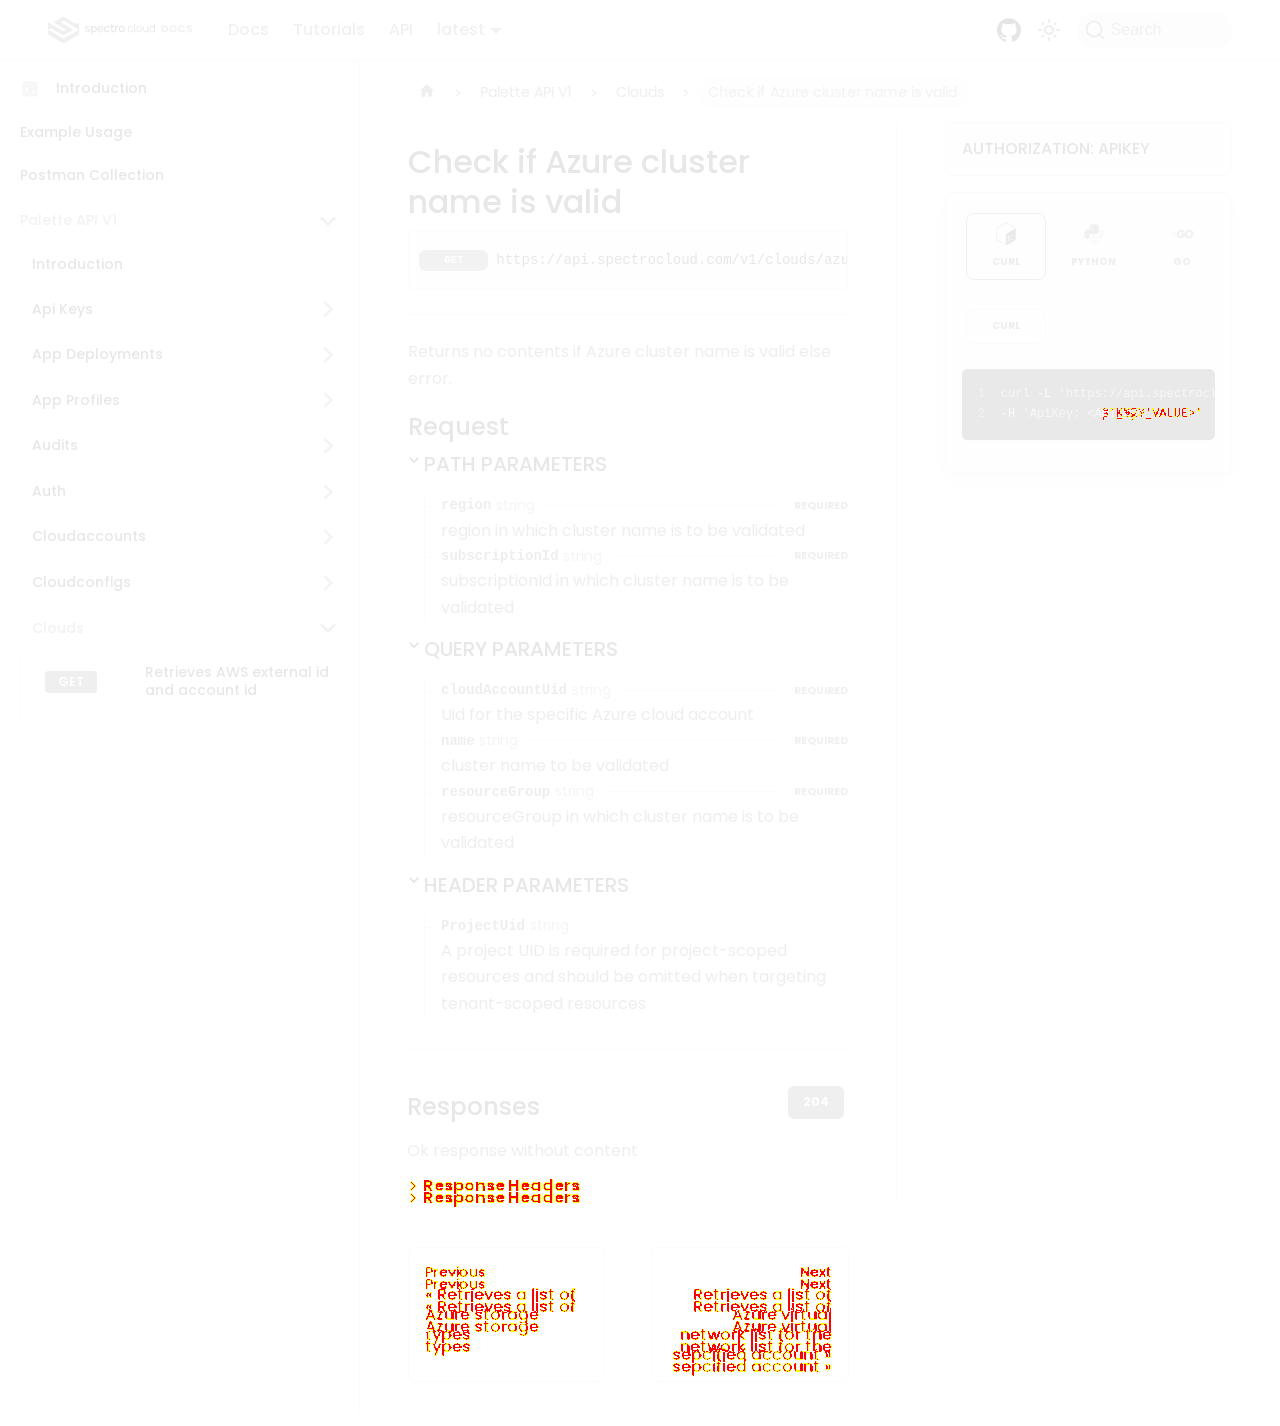 spectro cloud DOCS
Docs
Tutorials
API
latest
Search
Introduction
Example Usage
Postman Collection
Palette API V1
Introduction
Api Keys
App Deployments
App Profiles
Audits
Auth
Cloudaccounts
Cloudconfigs
Clouds
GET
Retrieves AWS external id
and account id
Palette API V1
Clouds
Check if Azure cluster name is valid
Check if Azure cluster
name is valid
GET https://api.spectrocloud.com/v1/clouds/azu
Returns no contents if Azure cluster name is valid else
error.
Request
PATH PARAMETERS
region string REQUIRED
region in which cluster name is to be validated
subscriptionId string REQUIRED
subscriptionId in which cluster name is to be
validated
QUERY PARAMETERS
cloudAccountUid string REQUIRED
Uid for the specific Azure cloud account
name string REQUIRED
cluster name to be validated
resourceGroup string REQUIRED
resourceGroup in which cluster name is to be
validated
HEADER PARAMETERS
ProjectUid string
A project UID is required for project-scoped
resources and should be omitted when targeting
tenant-scoped resources
Responses
204
Ok response without content
Response Headers
Response Headers
Previous
Previous
« Retrieves a list of
« Retrieves a list of
Azure storage
Azure storage
types
types
Next
Next
Retrieves a list of
Retrieves a list of
Azure virtual
Azure virtual
network list for the
network list for the
sepcified account »
sepcified account »
AUTHORIZATION: APIKEY
CURL
PYTHON
GO
GO
CURL
1 curl -L 'https://api.spectrocl
2 -H 'ApiKey: VALUE>'